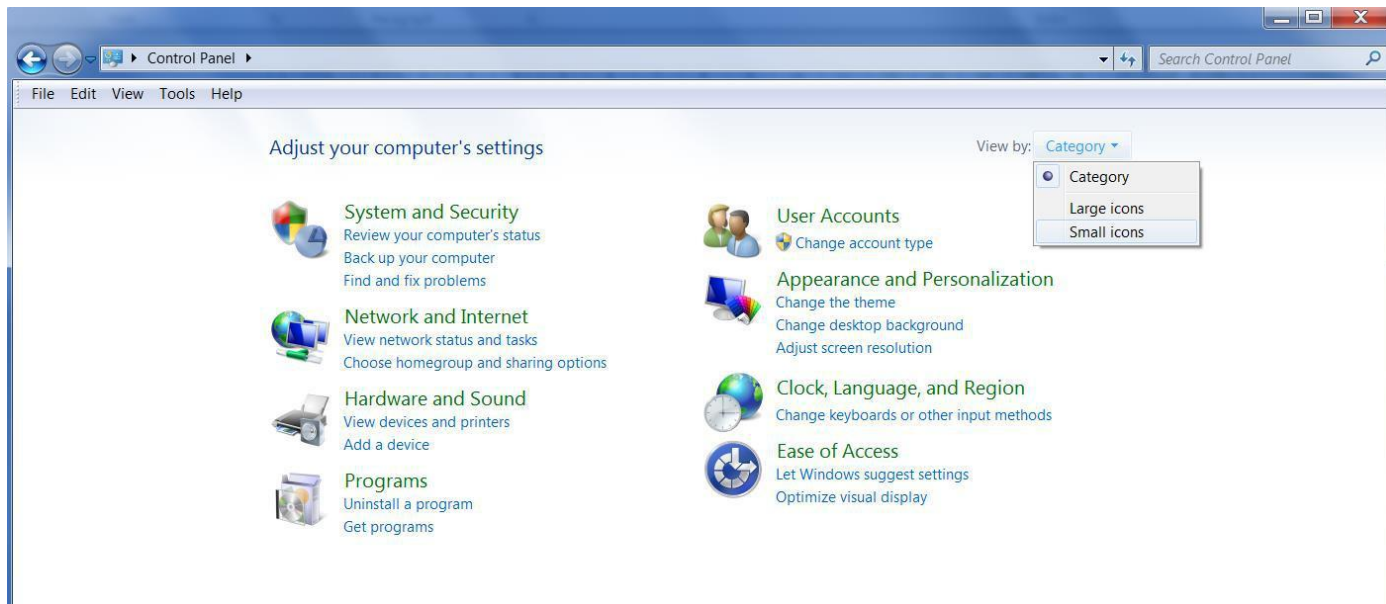 Control Panel
Search Control Panel
File Edit View Tools Help
Adjust your computer's settings
View by: Category
Category
Large icons
Small icons
System and Security
Review your computer's status
Back up your computer
Find and fix problems
Network and Internet
View network status and tasks
Choose homegroup and sharing options
Hardware and Sound
View devices and printers
Add a device
Programs
Uninstall a program
Get programs
User Accounts
Change account type
Appearance and Personalization
Change the theme
Change desktop background
Adjust screen resolution
Clock, Language, and Region
Change keyboards or other input methods
Ease of Access
Let Windows suggest settings
Optimize visual display